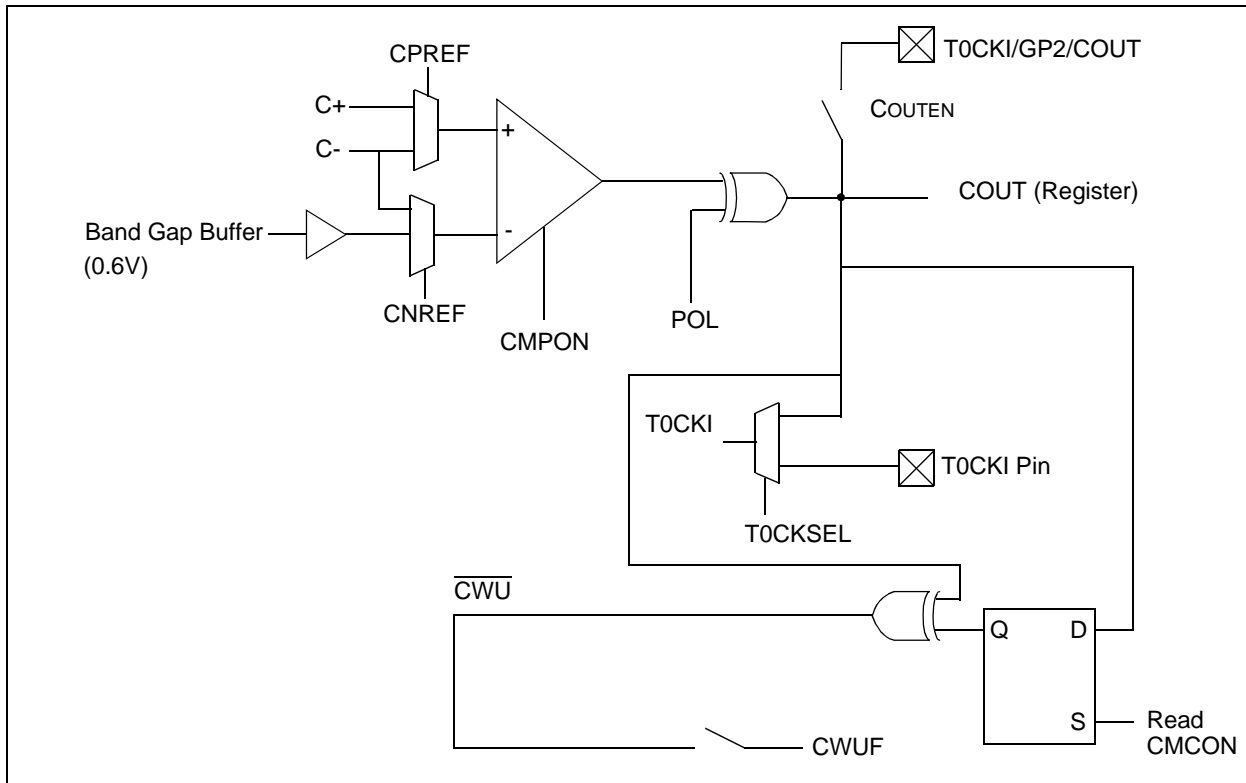 T0CKI/GP2/COUT
CPREF
C+
COUTEN
C-
+
COUT (Register)
Band Gap Buffer
(0.6V)
-
CNREF
POL
CMPON
T0CKI
T0CKI Pin
T0CKSEL
CWU
Q
D
S
Read
CMCON
CWUF